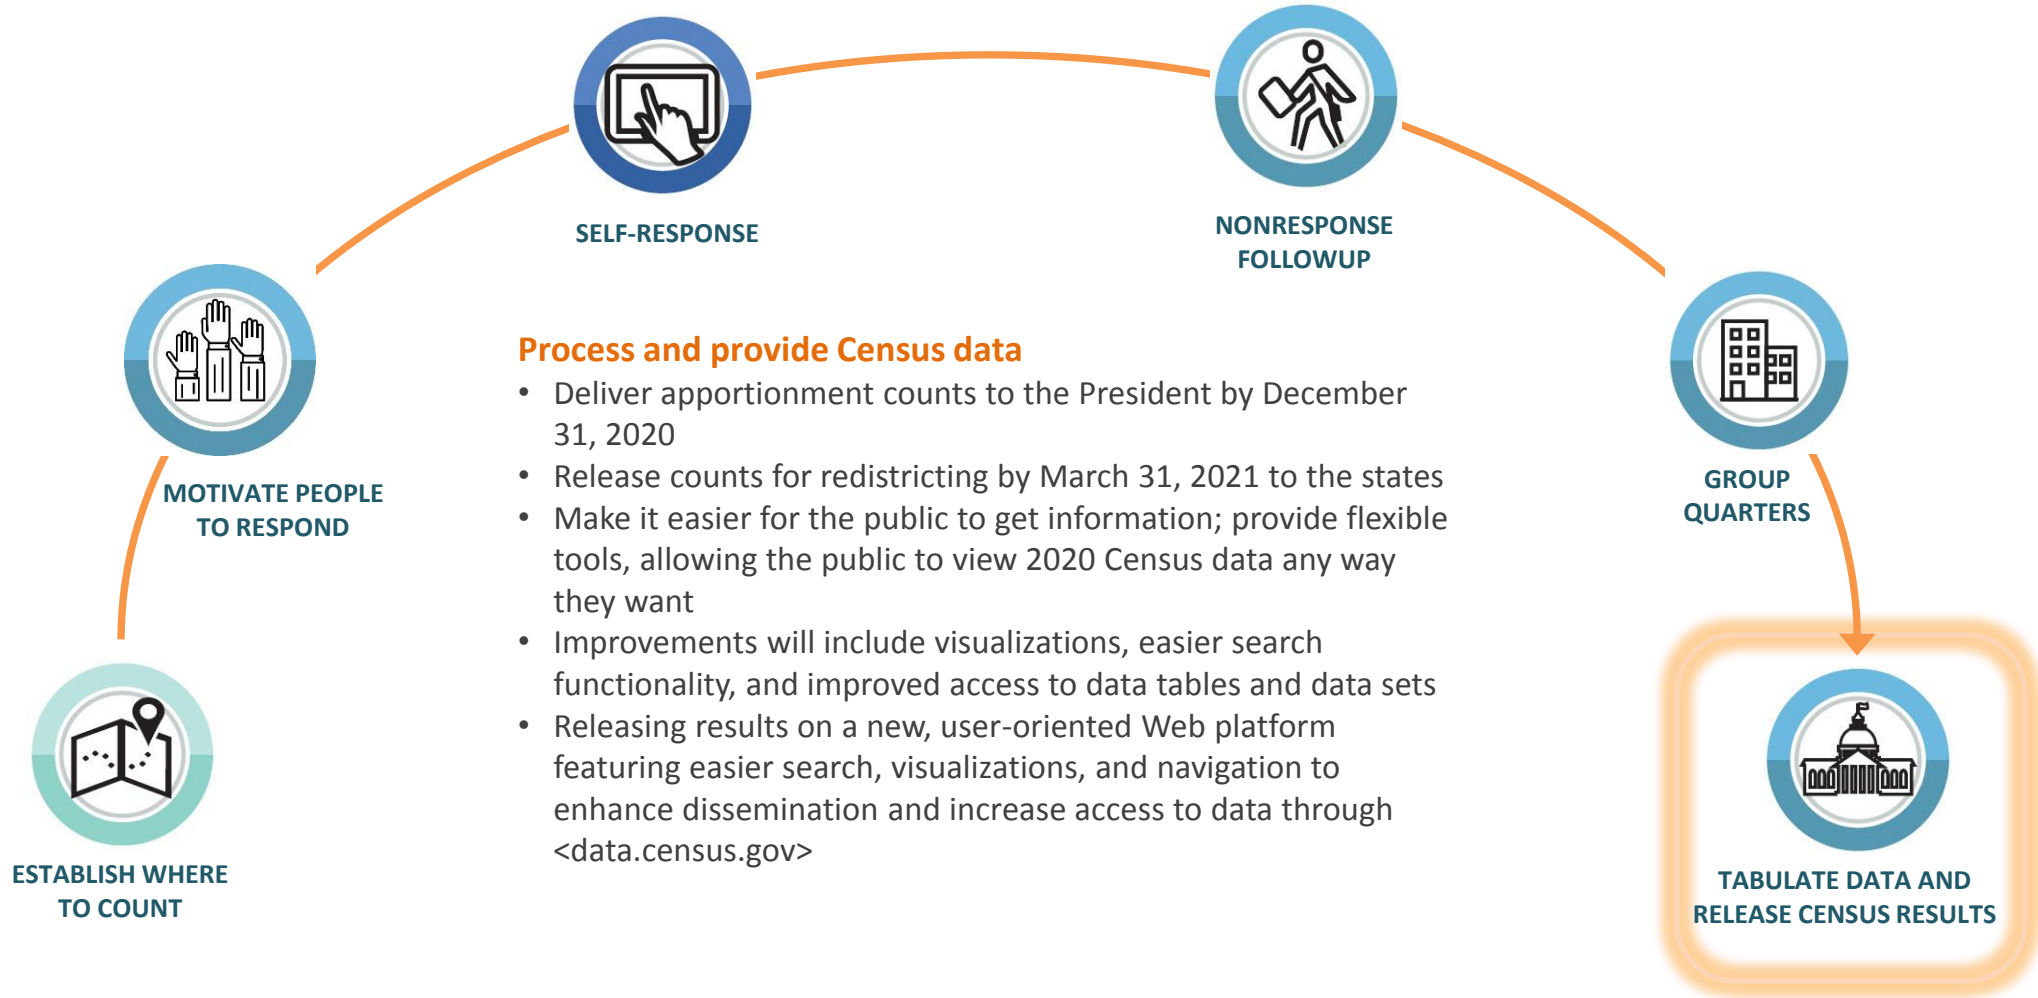 SELF-RESPONSE
NONRESPONSE
FOLLOWUP
MOTIVATE PEOPLE
TO RESPOND
GROUP
QUARTERS
ESTABLISH WHERE
TO COUNT
TABULATE DATA AND
RELEASE CENSUS RESULTS
Process and provide Census data
• Deliver apportionment counts to the President by December
31, 2020
• Release counts for redistricting by March 31, 2021 to the states
• Make it easier for the public to get information; provide flexible
tools, allowing the public to view 2020 Census data any way
they want
• Improvements will include visualizations, easier search
functionality, and improved access to data tables and data sets
• Releasing results on a new, user-oriented Web platform
featuring easier search, visualizations, and navigation to
enhance dissemination and increase access to data through
<data.census.gov>